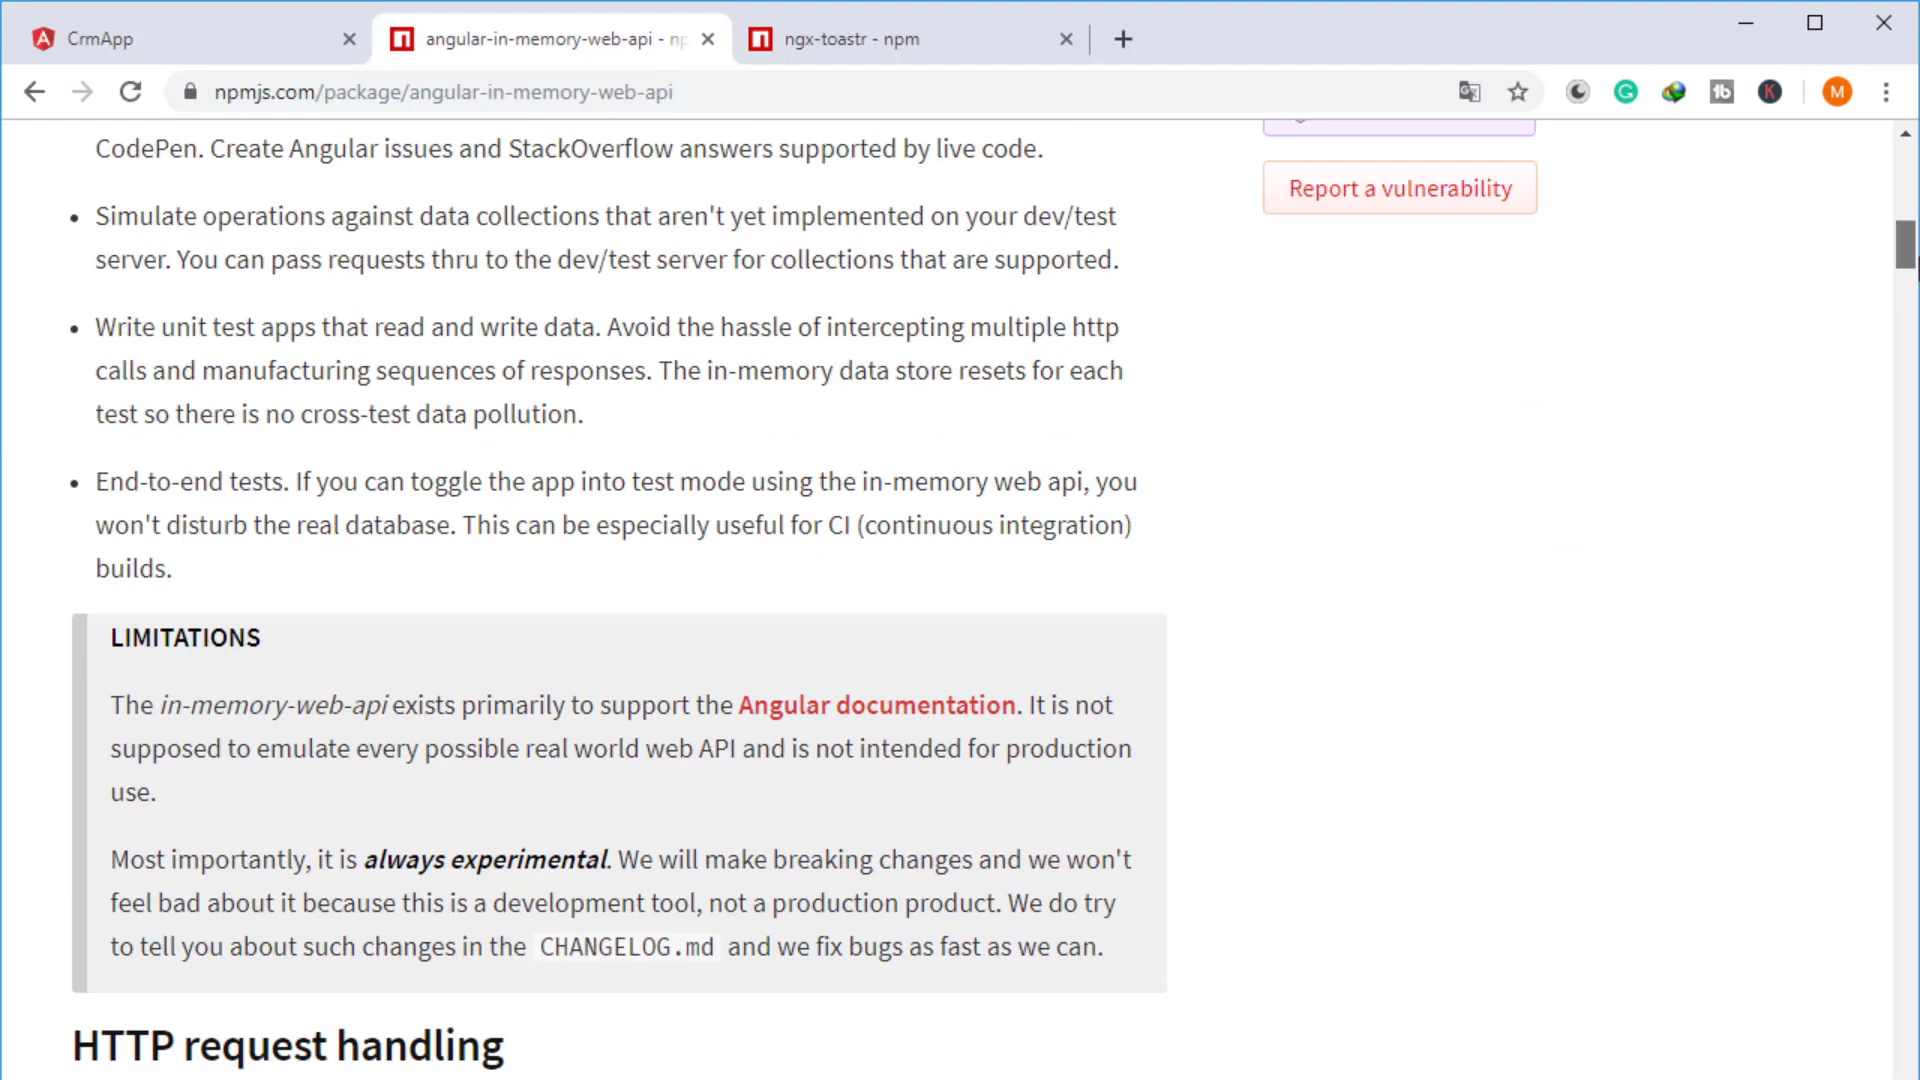 CrmApp
angular-in-memory-web-api - np
ngx-toastr - npm
npmjs.com/package/angular-in-memory-web-api
M
CodePen. Create Angular issues and StackOverflow answers supported by live code.
Report a vulnerability
• Simulate operations against data collections that aren't yet implemented on your dev/test
server. You can pass requests thru to the dev/test server for collections that are supported.
• Write unit test apps that read and write data. Avoid the hassle of intercepting multiple http
calls and manufacturing sequences of responses. The in-memory data store resets for each
test so there is no cross-test data pollution.
• End-to-end tests. If you can toggle the app into test mode using the in-memory web api, you
won't disturb the real database. This can be especially useful for CI (continuous integration)
builds.
LIMITATIONS
The in-memory-web-api exists primarily to support the Angular documentation. It is not
supposed to emulate every possible real world web API and is not intended for production
use.
Most importantly, it is always experimental. We will make breaking changes and we won't
feel bad about it because this is a development tool, not a production product. We do try
to tell you about such changes in the CHANGELOG.md and we fix bugs as fast as we can.
HTTP request handling